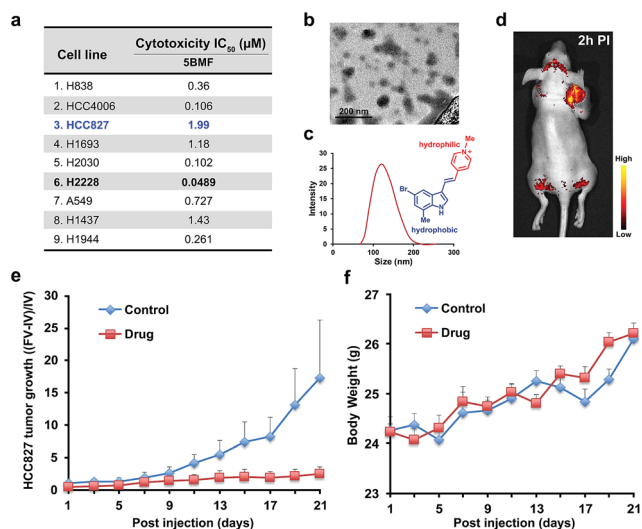 a
Cell line
Cytotoxicity IC50 (µM)
5BMF
1. H838 0.36
2. HCC4006 0.106
3. HCC827 1.99
4. H1693 1.18
5. H2030 0.102
6. H2228 0.0489
7. A549 0.727
8. H1437 1.43
9. H1944 0.261
b
200 nm
c
Intensity
30
25
20
15
10
5
0
0 100 200 300
Size (nm)
hydrophilic
Me
N+
Br
N
H
Me
hydrophobic
d
2h PI
High
Low
e
HCC827 tumor growth ((FV-IV)/IV)
30
25
20
15
10
5
0
Control
Drug
1 5 9 13 17 21
Post injection (days)
f
Body Weight (g)
27
26
25
24
23
Control
Drug
1 5 9 13 17 21
Post injection (days)